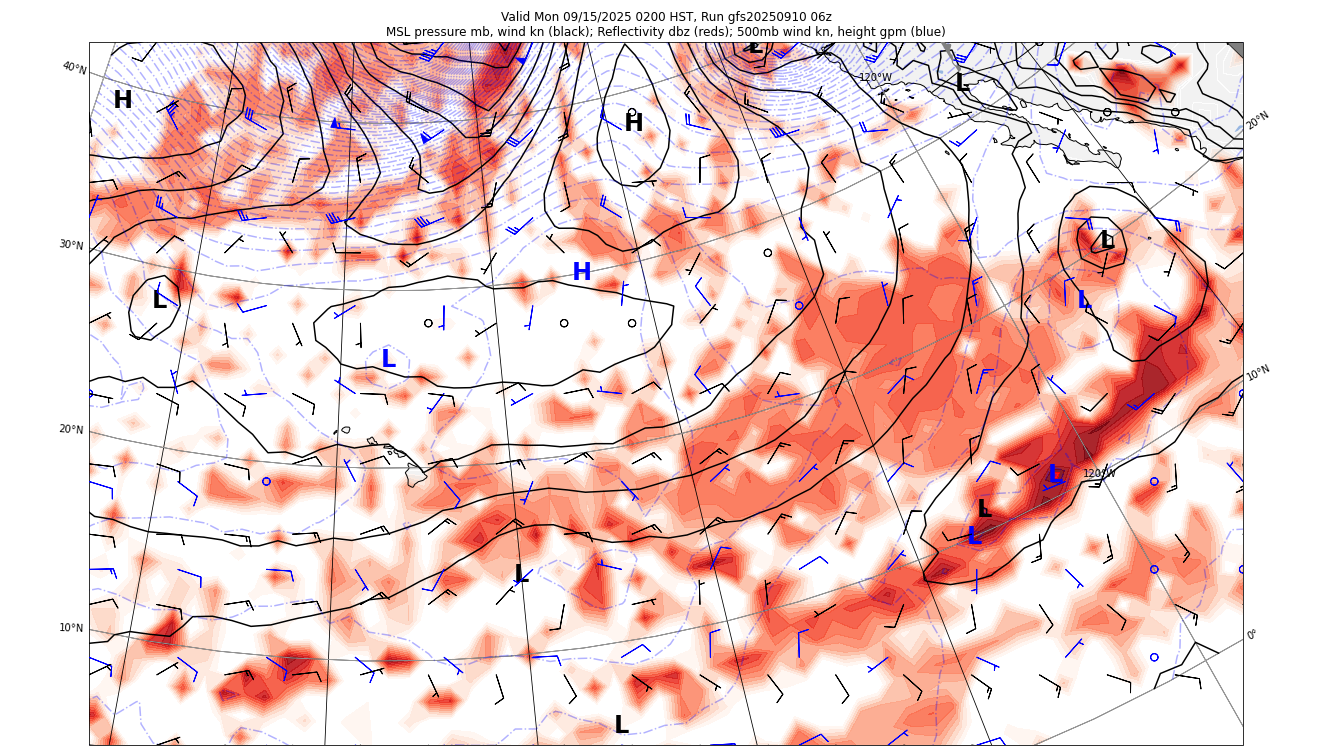 Valid Mon 09/15/2025 0200 HST, Run gfs20250910 06z
MSL pressure mb, wind kn (black); Reflectivity dbz (reds); 500mb wind kn, height gpm (blue)
L
40°N
120°W
L
H
H
20°N
30°N
L
H
L
L
L
10°N
20°N
L
120°W
L
L
L
10°N
0°
L